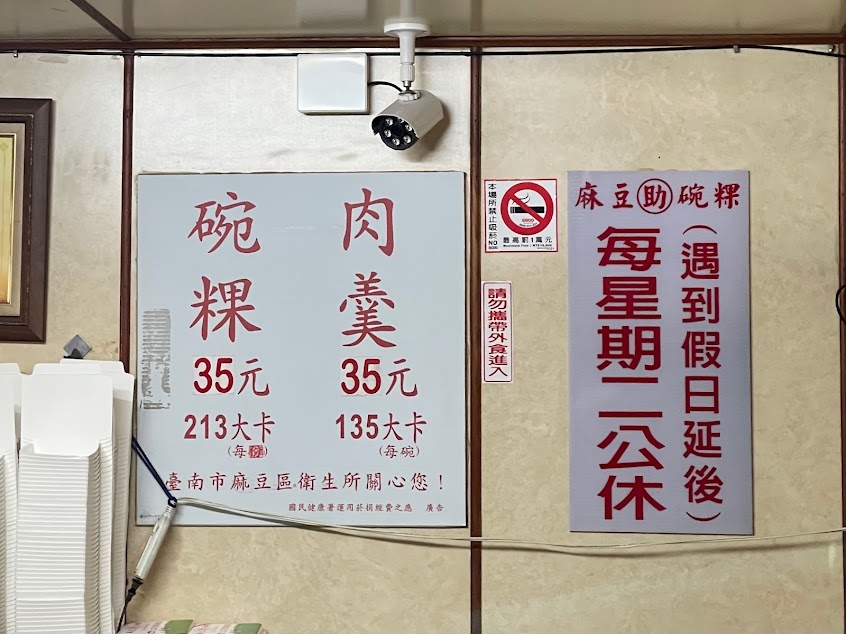 肉羹
35元
135大卡
(每碗)
碗粿
35元
213大卡
臺南市麻豆區衛生所關心您！
國民健康署運用菸捐經費之應 廣告
本場所禁止吸菸
最高罰1萬元
請勿攜帶外食進入
麻豆助碗粿
(遇到假日延後)
每星期二公休